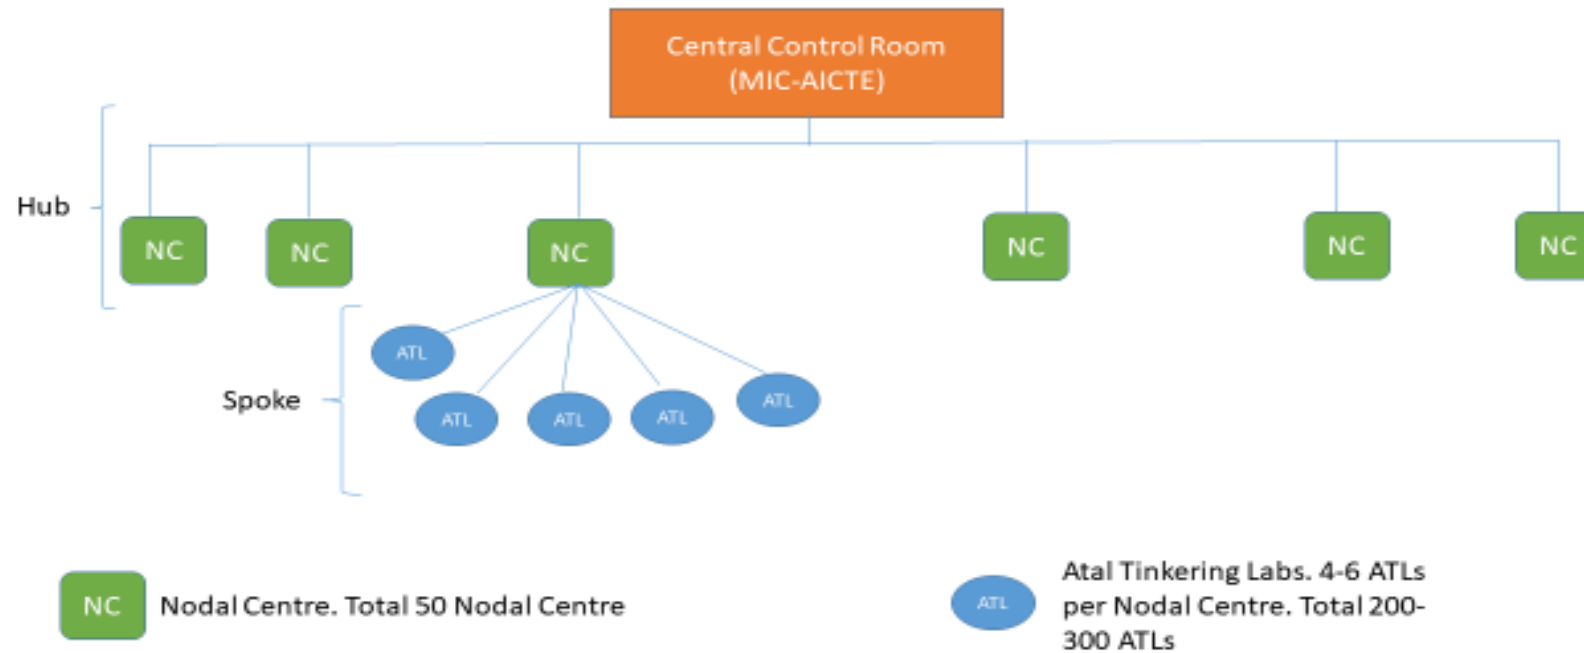 Central Control Room
(MIC-AICTE)
Hub
NC
NC
NC
NC
NC
NC
Spoke
ATL
ATL
ATL
ATL
ATL
NC
Nodal Centre. Total 50 Nodal Centre
ATL
Atal Tinkering Labs. 4-6 ATLs
per Nodal Centre. Total 200-
300 ATLs